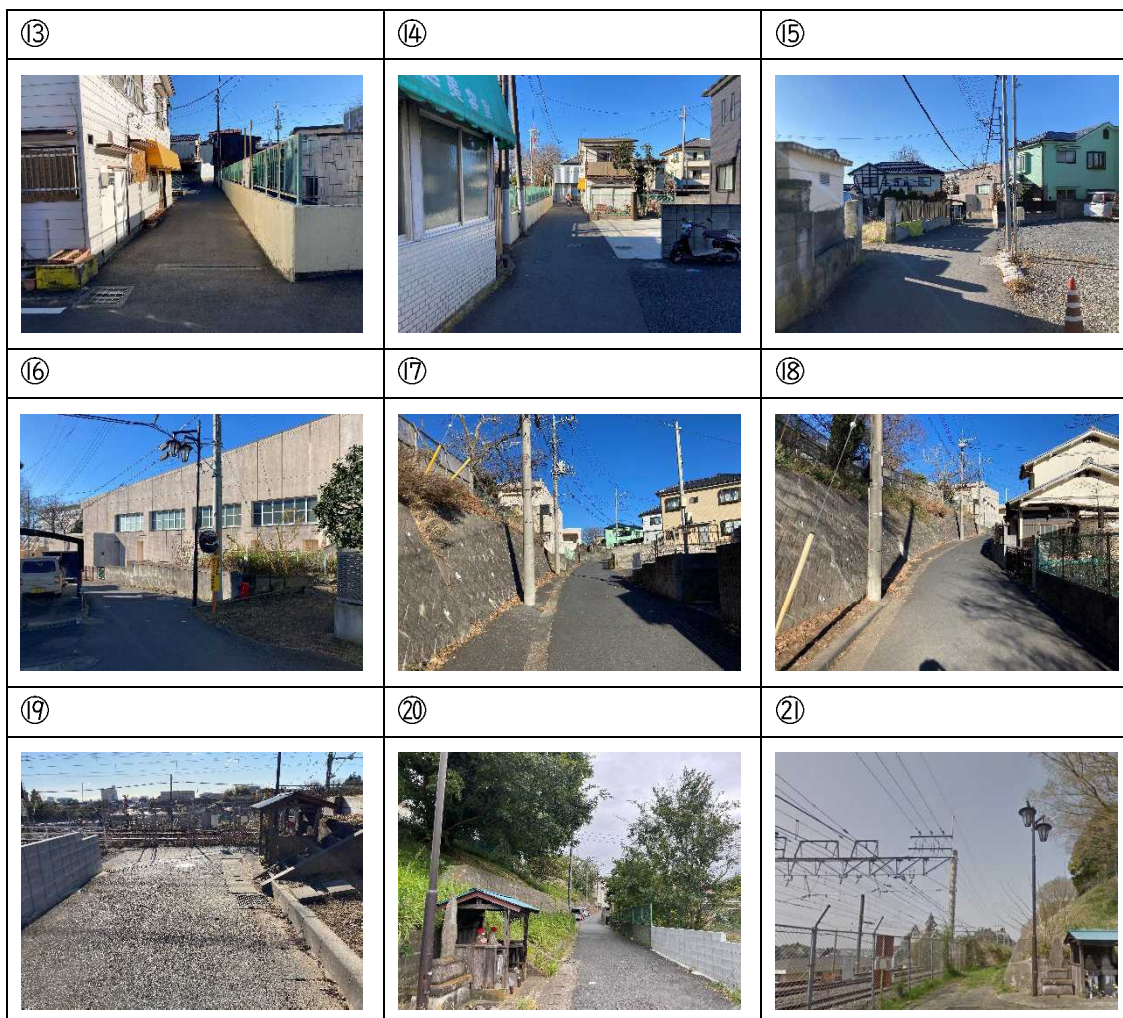 ⑬ ⑭ ⑮
⑯ ⑰ ⑱
⑲ ⑳ ㉑